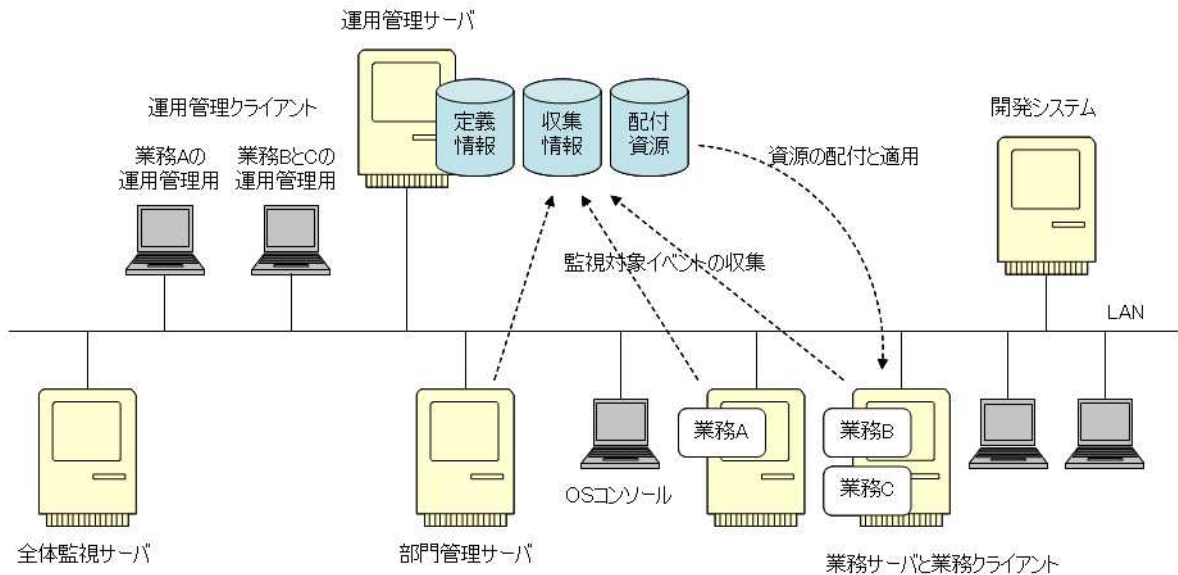 運用管理サーバ
定義
情報
収集
情報
配付
資源
運用管理クライアント
業務Aの
運用管理用
業務BとCの
運用管理用
開発システム
資源の配付と適用
監視対象イベントの収集
LAN
業務A
業務B
業務C
OSコンソール
全体監視サーバ
部門管理サーバ
業務サーバと業務クライアント